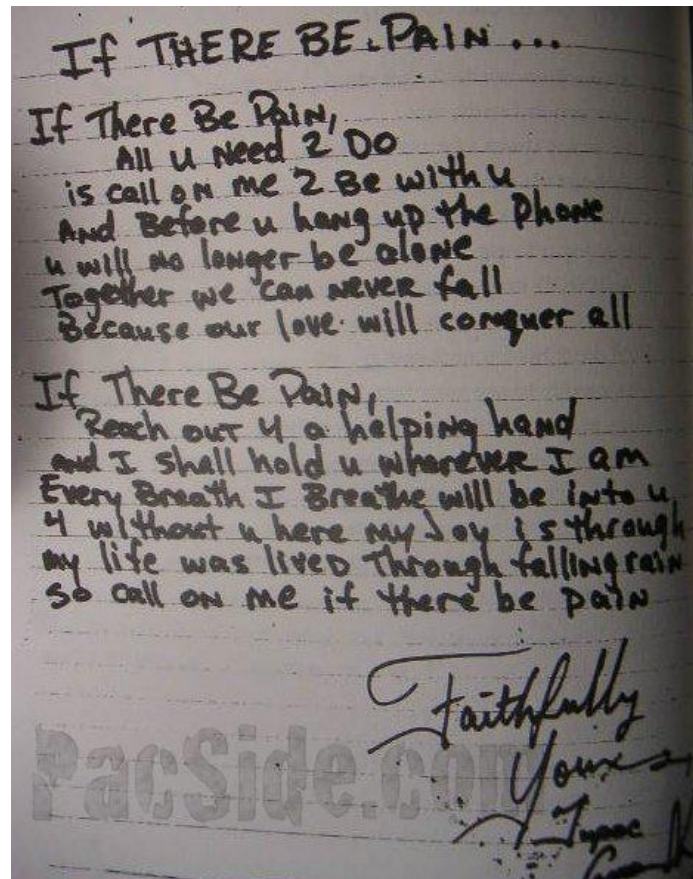 If THERE BE PAIN ...
If There Be Pain,
All u Need 2 Do
is call on me 2 Be with u
And Before u hang up the Phone
u will no longer be alone
Together we can never fall
Because our love will conquer all
If There Be Pain,
Reach out 4 a helping hand
and I shall hold u wherever I am
Every Breath I Breathe will be into u
4 without u here my Joy is through
my life was lived Through falling rain
so call on me if there be pain
Faithfully
Yours
Tupac
PacSide.com